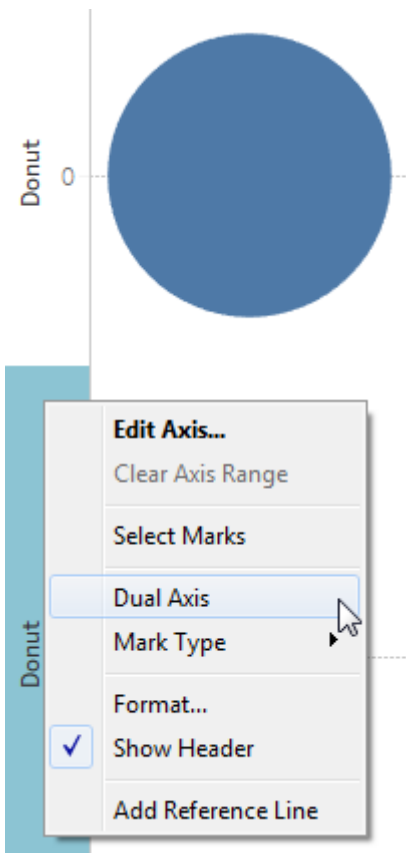 Donut
0
Edit Axis...
Clear Axis Range
Select Marks
Dual Axis
Mark Type
Donut
Format...
Show Header
Add Reference Line